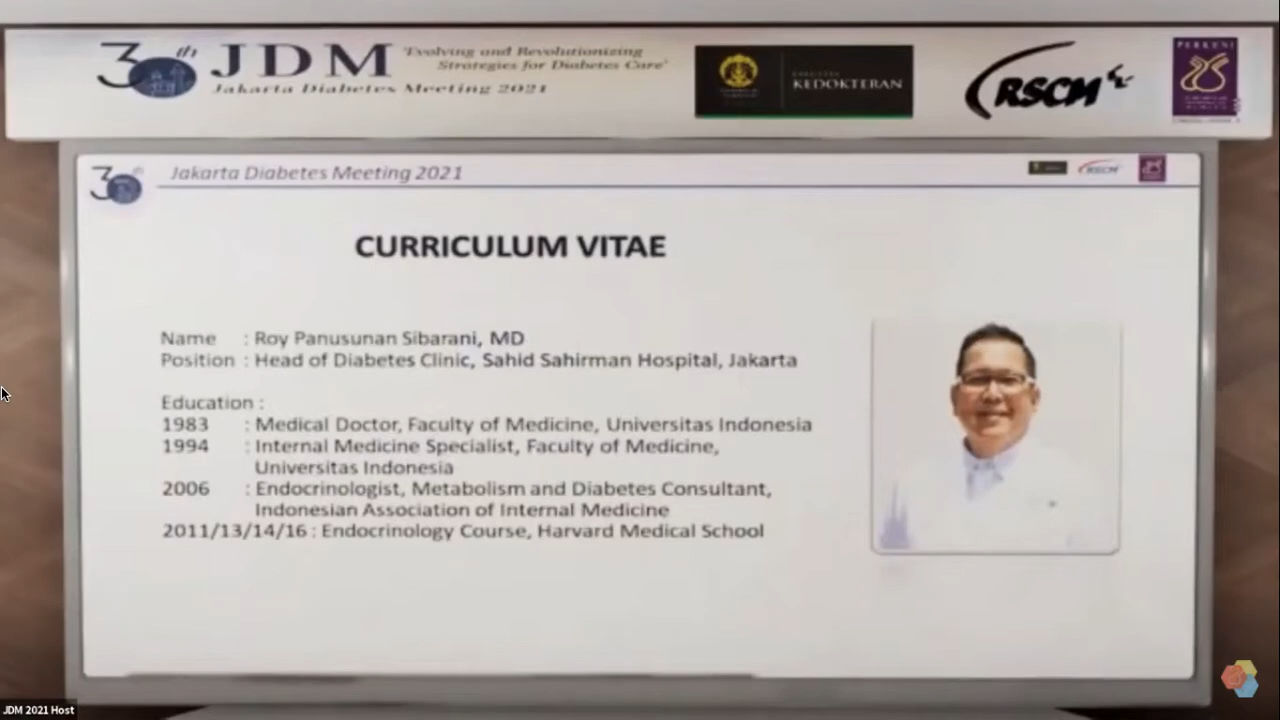 30th JDM
'Evolving and Revolutionizing
Strategies for Diabetes Care'
Jakarta Diabetes Meeting 2021
KEDOKTERAN
RSCM
PERKENI
30th
Jakarta Diabetes Meeting 2021
RSCM
CURRICULUM VITAE
Name : Roy Panusunan Sibarani, MD
Position : Head of Diabetes Clinic, Sahid Sahirman Hospital, Jakarta
Education :
1983 : Medical Doctor, Faculty of Medicine, Universitas Indonesia
1994 : Internal Medicine Specialist, Faculty of Medicine,
Universitas Indonesia
2006 : Endocrinologist, Metabolism and Diabetes Consultant,
Indonesian Association of Internal Medicine
2011/13/14/16 : Endocrinology Course, Harvard Medical School
JDM 2021 Host